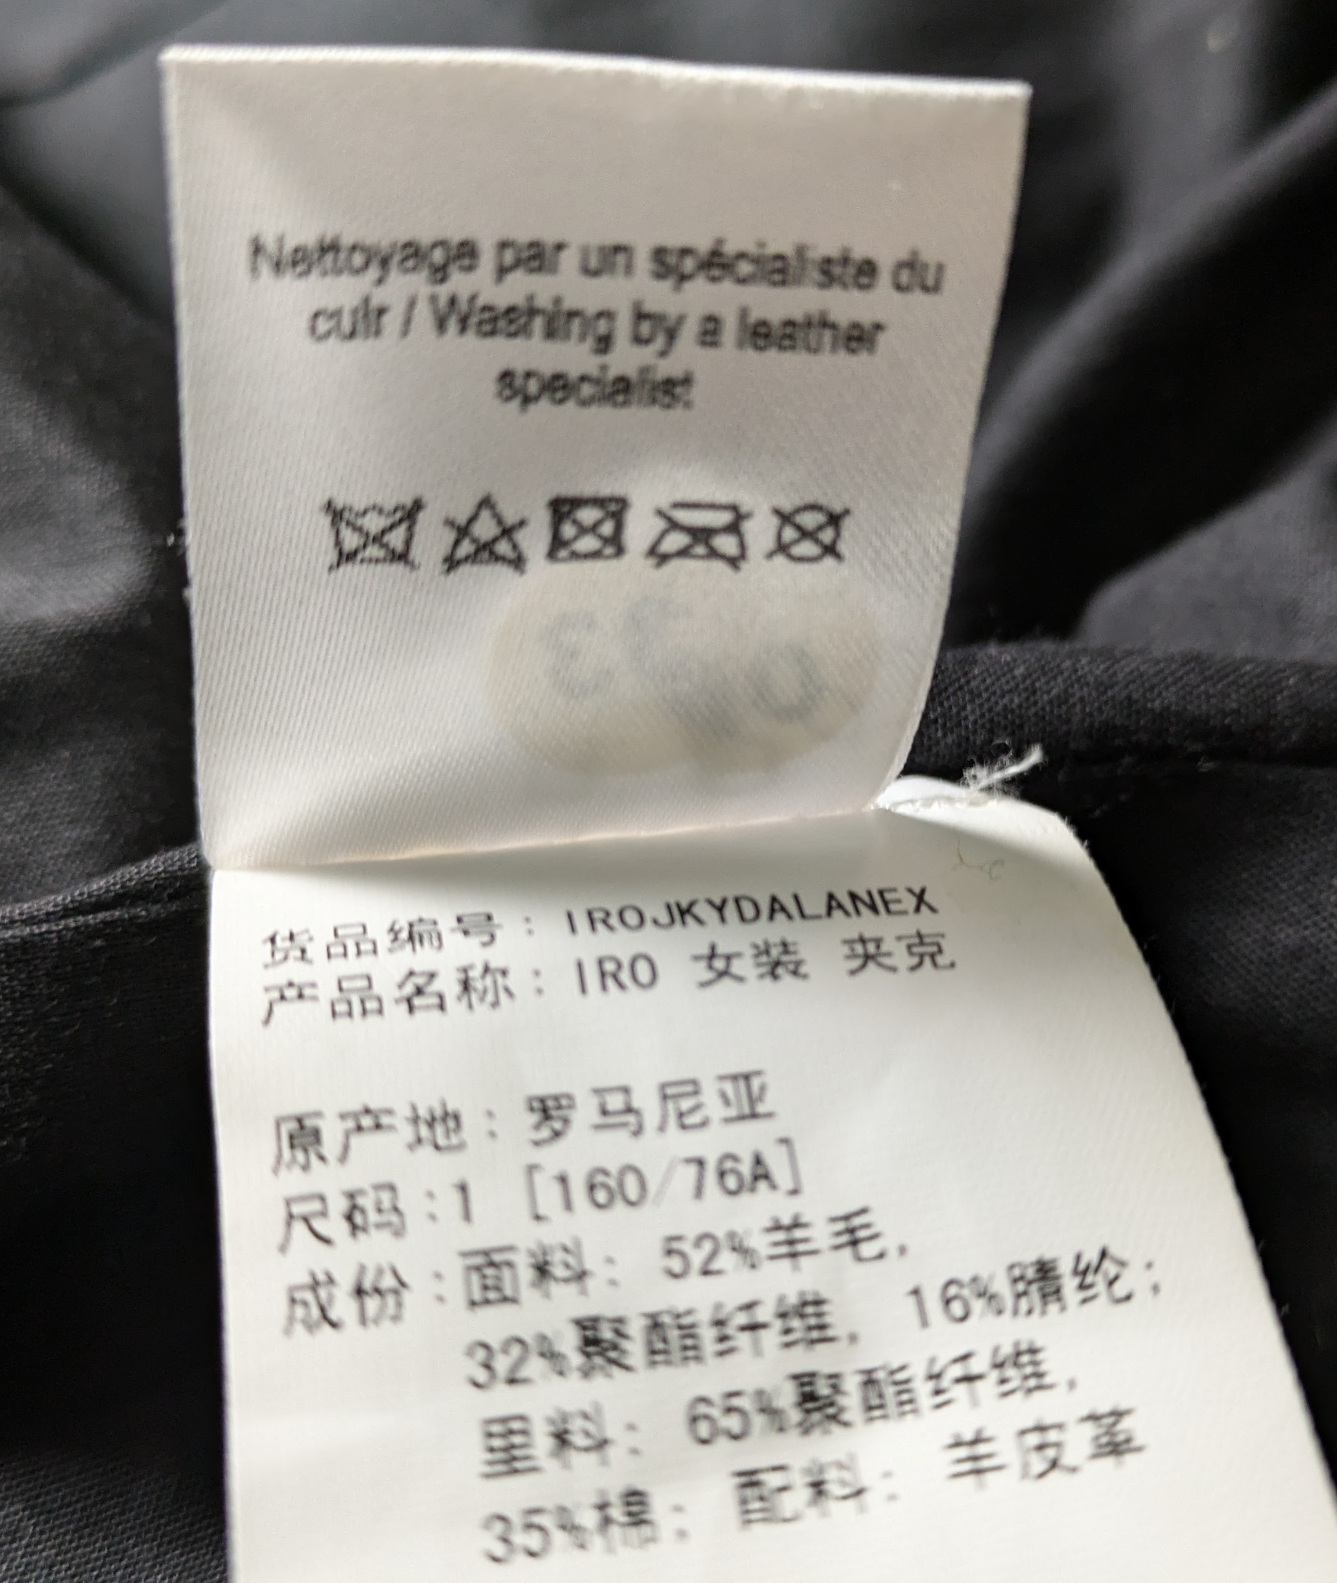 Nettoyage par un spécialiste du
cuir / Washing by a leather
specialist
货品编号: IROJKYDALANEX
产品名称: IRO 女装 夹克
原产地: 罗马尼亚
尺码:1 [160/76A]
成份:面料: 52%羊毛,
32%聚酯纤维, 16%腈纶;
里料: 65%聚酯纤维,
35%棉; 配料: 羊皮革